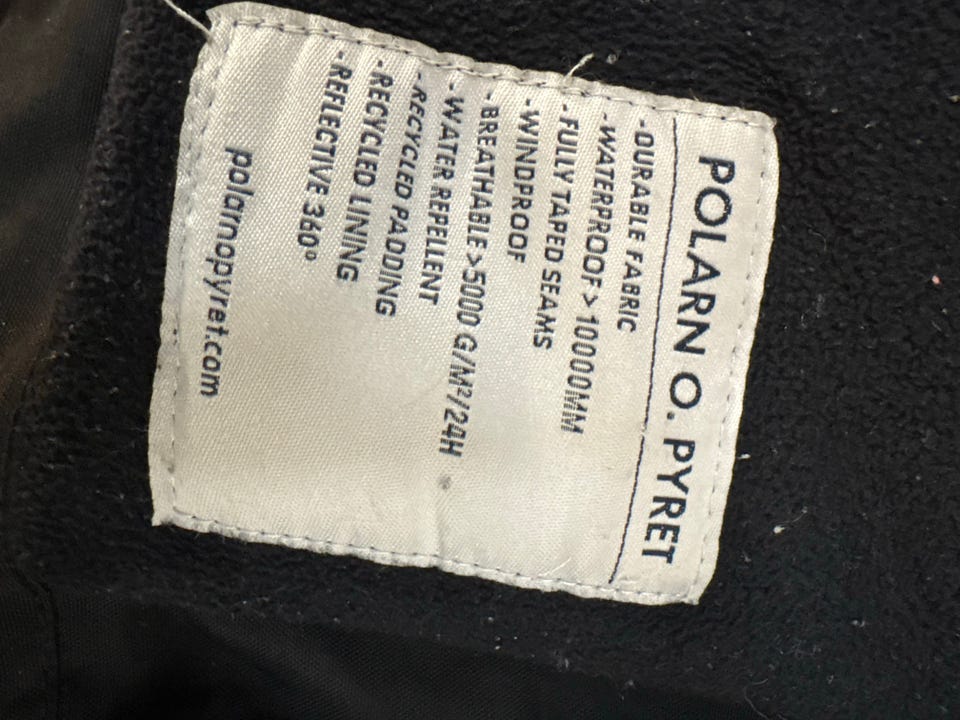 POLARN O. PYRET
-DURABLE FABRIC
-WATERPROOF > 10000MM
-FULLY TAPED SEAMS
-WINDPROOF
-BREATHABLE > 5000 G/M²/24H
-WATER REPELLENT
-RECYCLED PADDING
-RECYCLED LINING
-REFLECTIVE 360°
polarnopyret.com